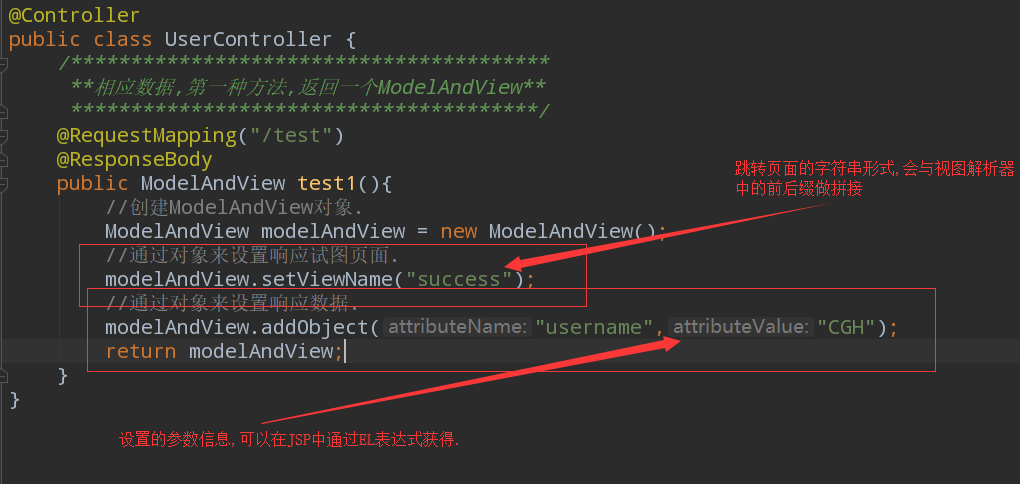 @Controller
public class UserController {
/****************************************
**相应数据,第一种方法,返回一个ModelAndView**
***************************************/
@RequestMapping("/test")
@ResponseBody
public ModelAndView test1(){
//创建ModelAndView对象.
ModelAndView modelAndView = new ModelAndView();
//通过对象来设置响应试图页面.
modelAndView.setViewName("success");
//通过对象来设置响应数据.
modelAndView.addObject( attributeName: "username", attributeValue: "CGH");
return modelAndView;
}
}
跳转页面的字符串形式,会与视图解析器
中的前后缀做拼接
设置的参数信息,可以在JSP中通过EL表达式获得.